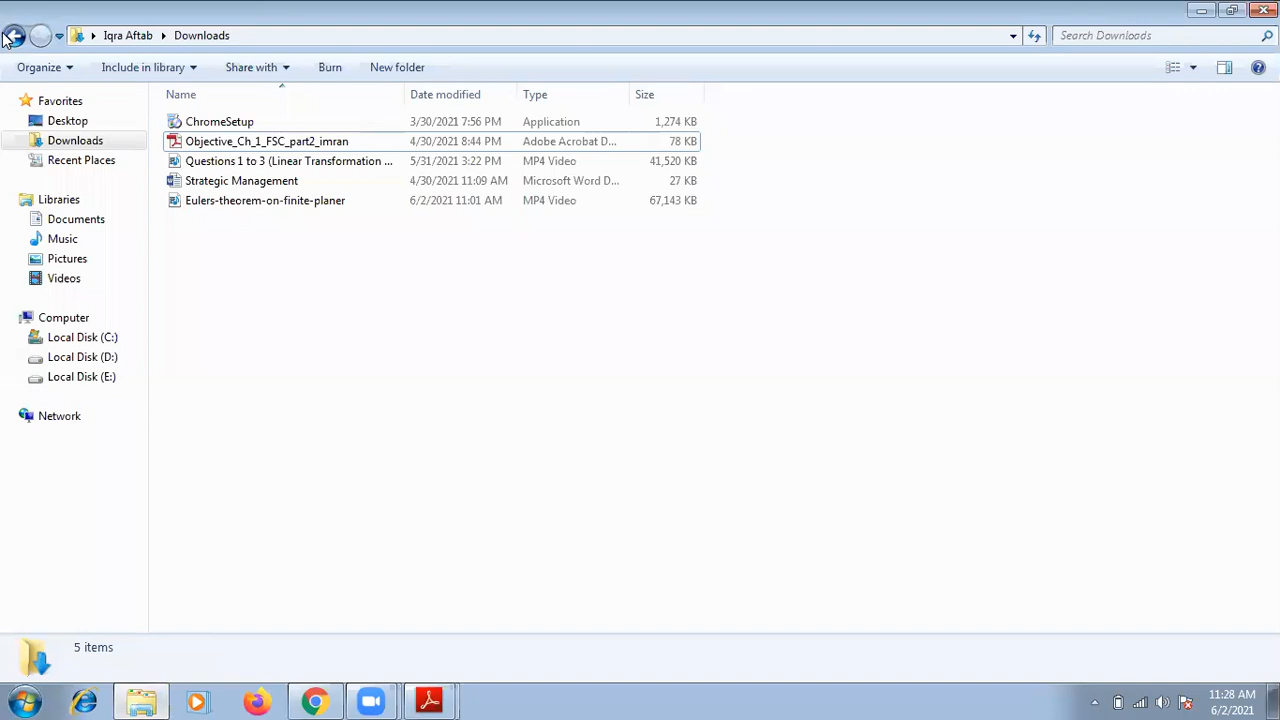 Iqra Aftab Downloads
Search Downloads
Organize Include in library Share with Burn New folder
Name Date modified Type Size
Favorites
Desktop
Downloads
Recent Places
Libraries
Documents
Music
Pictures
Videos
Computer
Local Disk (C:)
Local Disk (D:)
Local Disk (E:)
Network
ChromeSetup 3/30/2021 7:56 PM Application 1,274 KB
Objective_Ch_1_FSC_part2_imran 4/30/2021 8:44 PM Adobe Acrobat D... 78 KB
Questions 1 to 3 (Linear Transformation ... 5/31/2021 3:22 PM MP4 Video 41,520 KB
Strategic Management 4/30/2021 11:09 AM Microsoft Word D... 27 KB
Eulers-theorem-on-finite-planer 6/2/2021 11:01 AM MP4 Video 67,143 KB
5 items
11:28 AM
6/2/2021